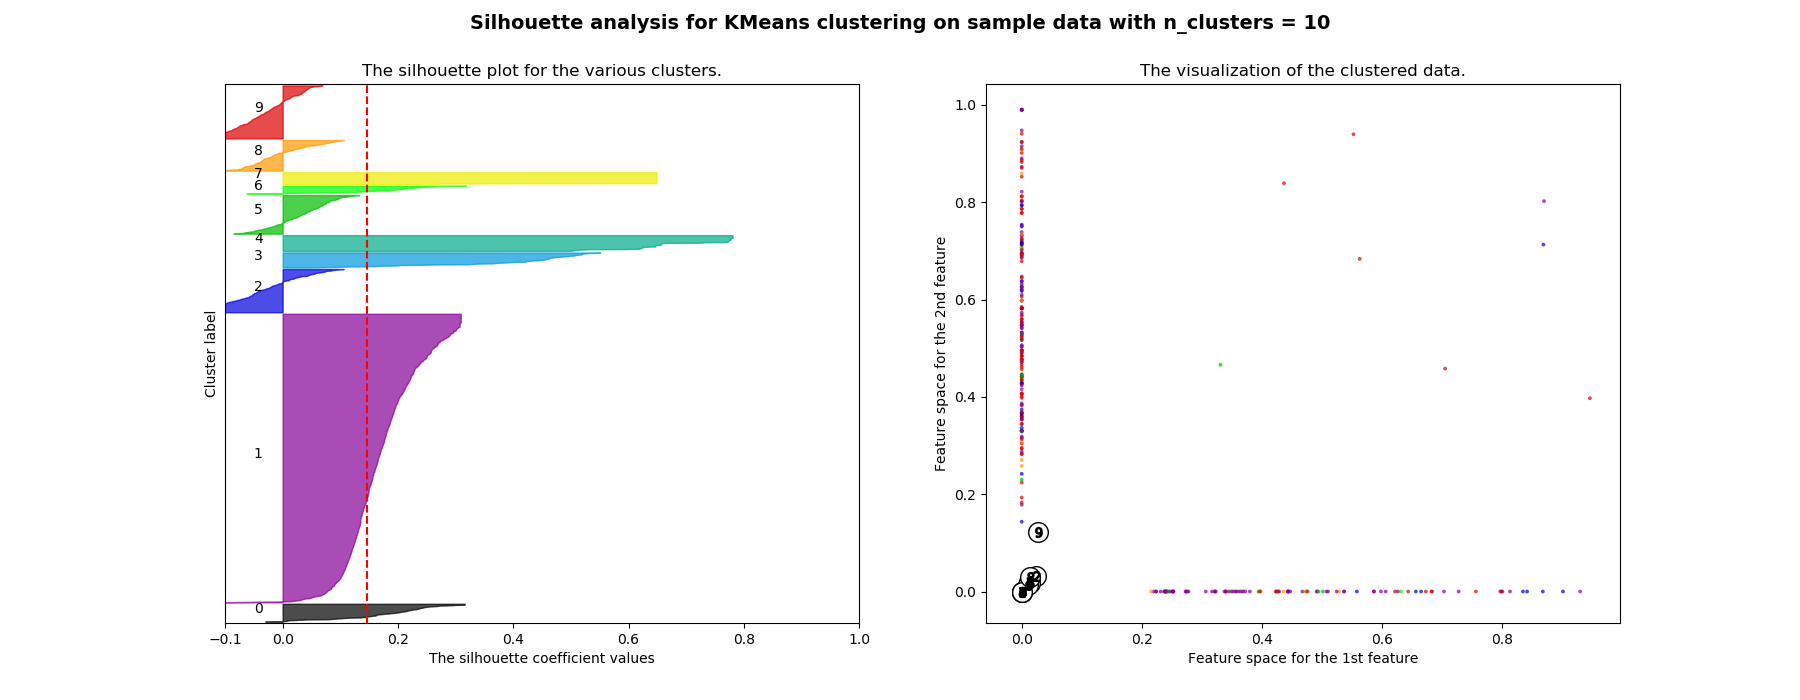 Silhouette analysis for KMeans clustering on sample data with n_clusters = 10
The silhouette plot for the various clusters.
9
8
7
6
5
4
3
2
1
0
Cluster label
−0.1 0.0 0.2 0.4 0.6 0.8 1.0
The silhouette coefficient values
The visualization of the clustered data.
1.0
0.8
0.6
0.4
0.2
0.0
Feature space for the 2nd feature
9
2
0.0 0.2 0.4 0.6 0.8
Feature space for the 1st feature